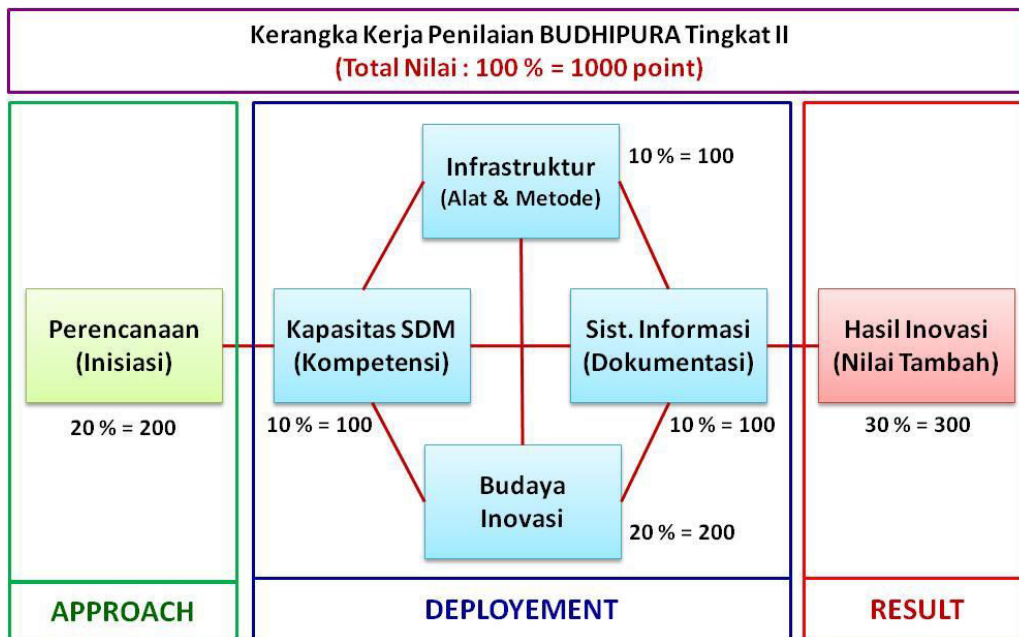 Kerangka Kerja Penilaian BUDHIPURA Tingkat II
(Total Nilai : 100 % = 1000 point)
Infrastruktur
(Alat & Metode)
10 % = 100
Perencanaan
(Inisiasi)
20 % = 200
Kapasitas SDM
(Kompetensi)
10 % = 100
Sist. Informasi
(Dokumentasi)
10 % = 100
Hasil Inovasi
(Nilai Tambah)
30 % = 300
Budaya
Inovasi
20 % = 200
APPROACH
DEPLOYEMENT
RESULT